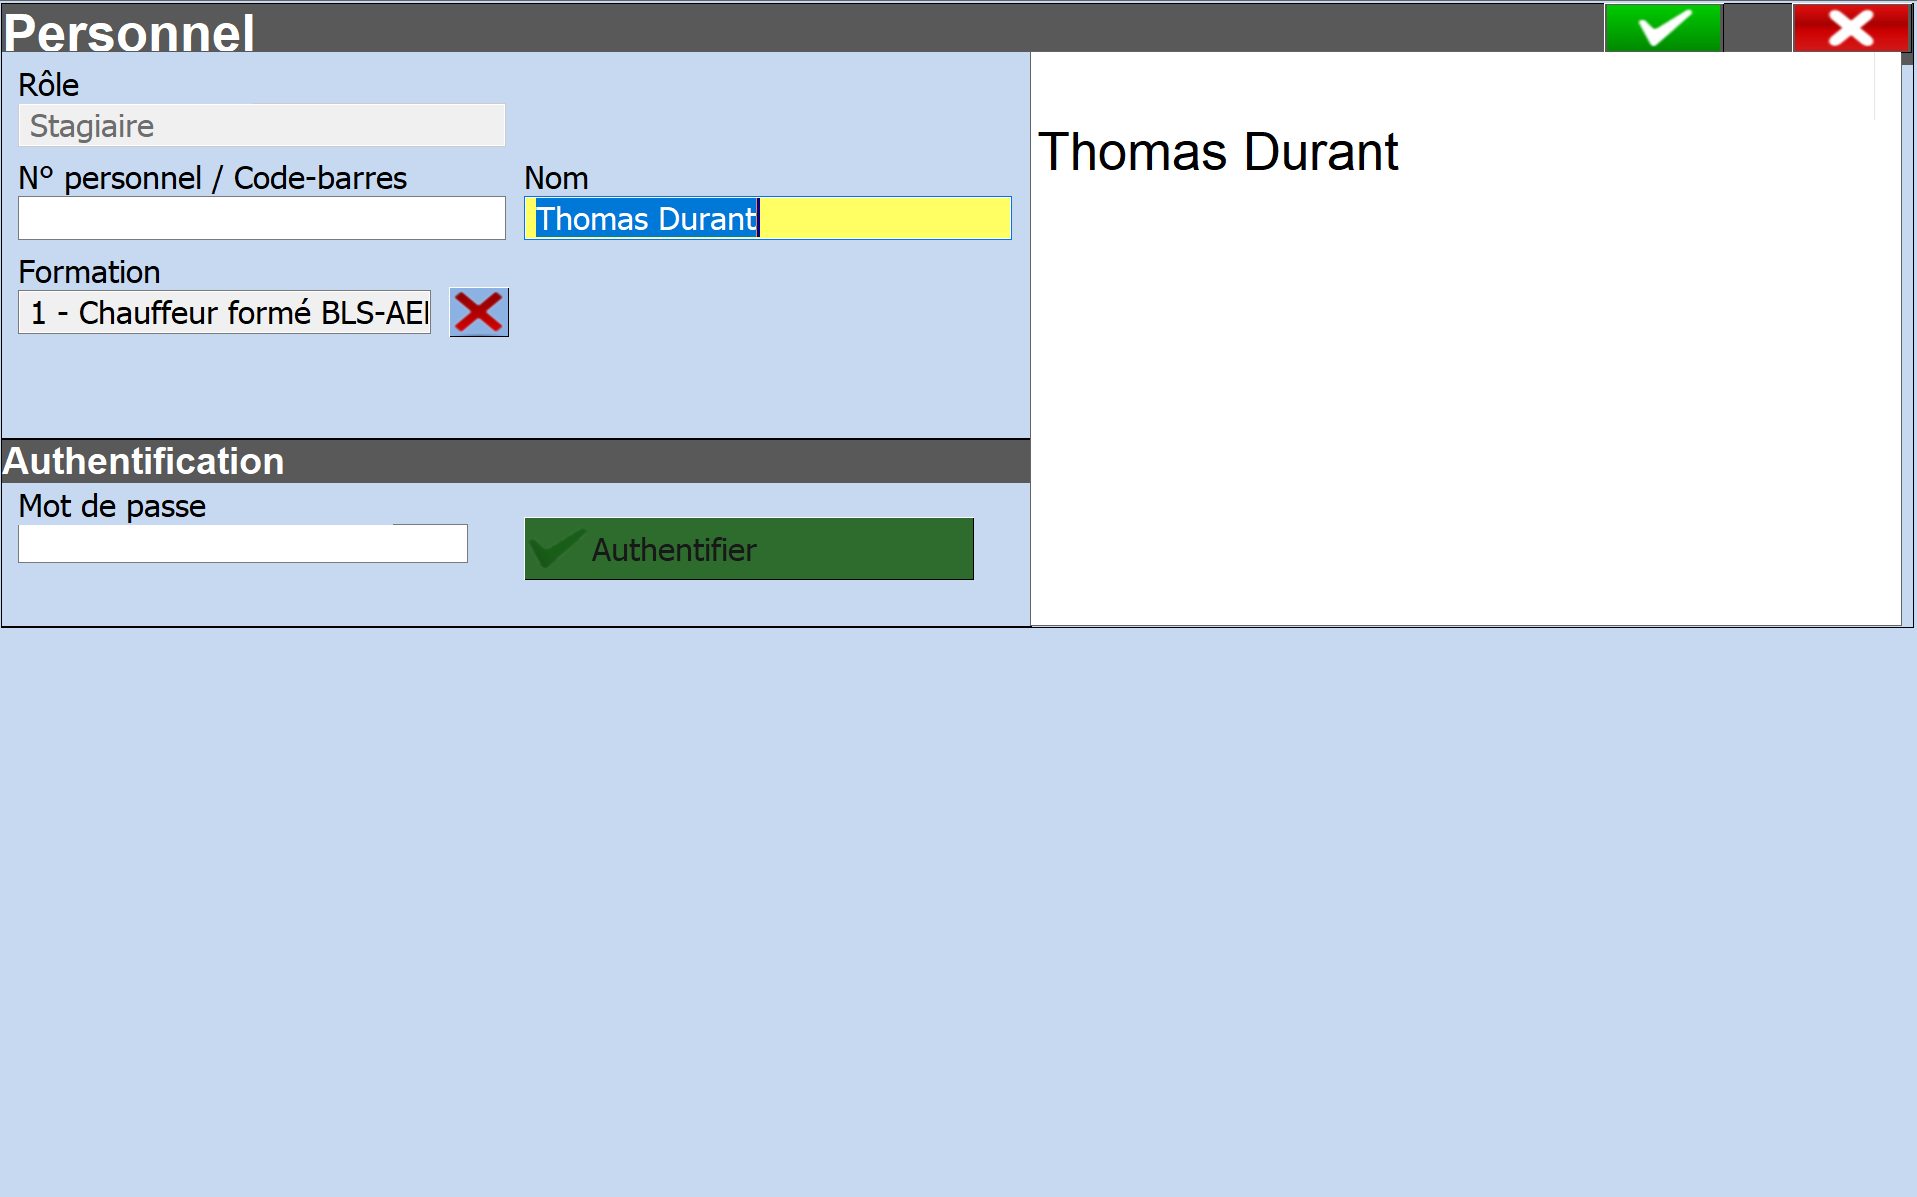 Personnel
Rôle
Stagiaire
N° personnel / Code-barres
Nom
Thomas Durant
Formation
1 - Chauffeur formé BLS-AE
Authentification
Mot de passe
Authentifier
Thomas Durant